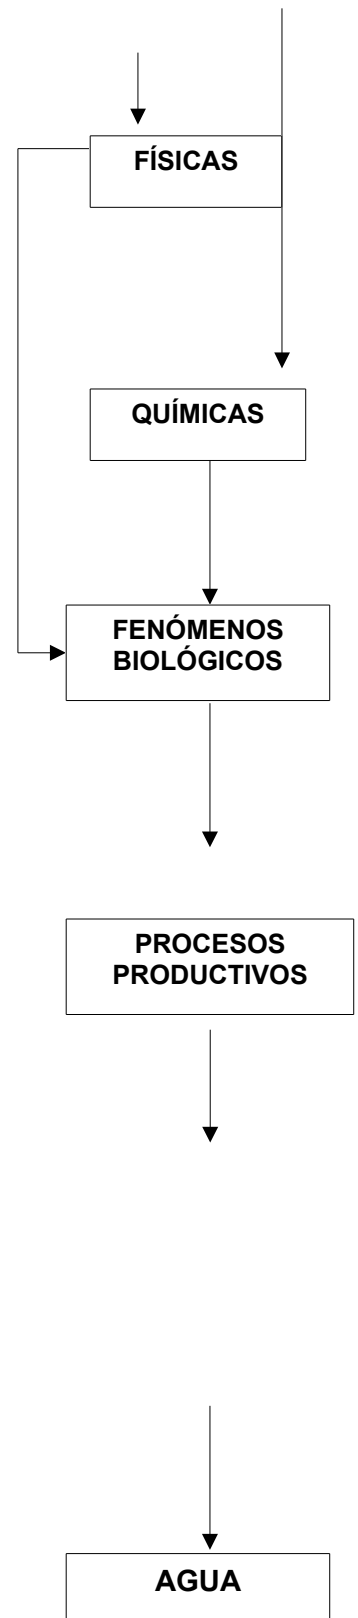 FÍSICAS
QUÍMICAS
FENÓMENOS
BIOLÓGICOS
PROCESOS
PRODUCTIVOS
AGUA